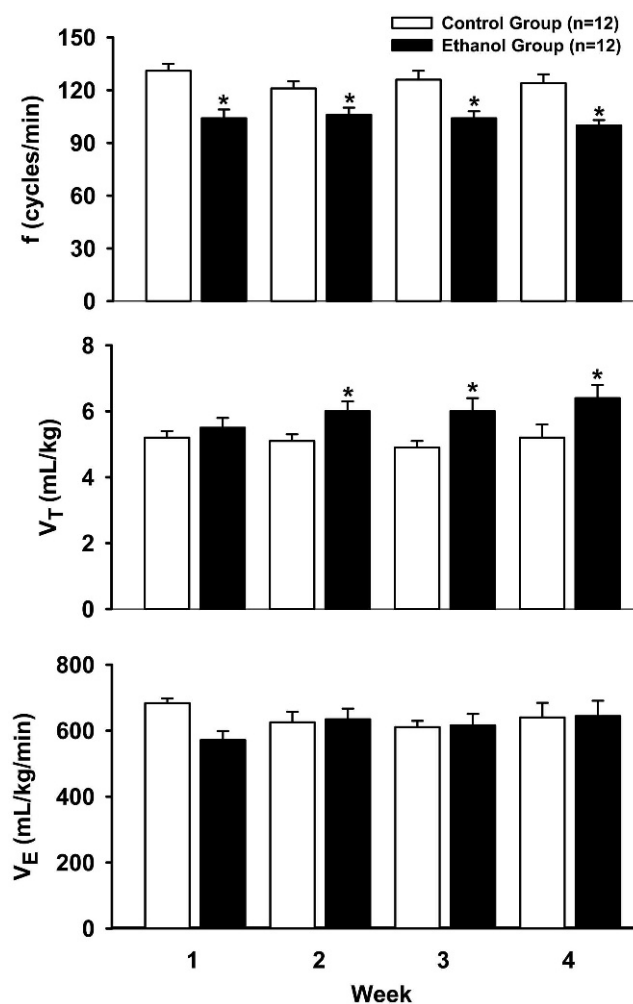 Control Group (n=12)
Ethanol Group (n=12)
150
120
90
60
30
0
f (cycles/min)
* * * *
8
6
4
2
0
VT (mL/kg)
* * *
800
600
400
200
0
VE (mL/kg/min)
1 2 3 4
Week